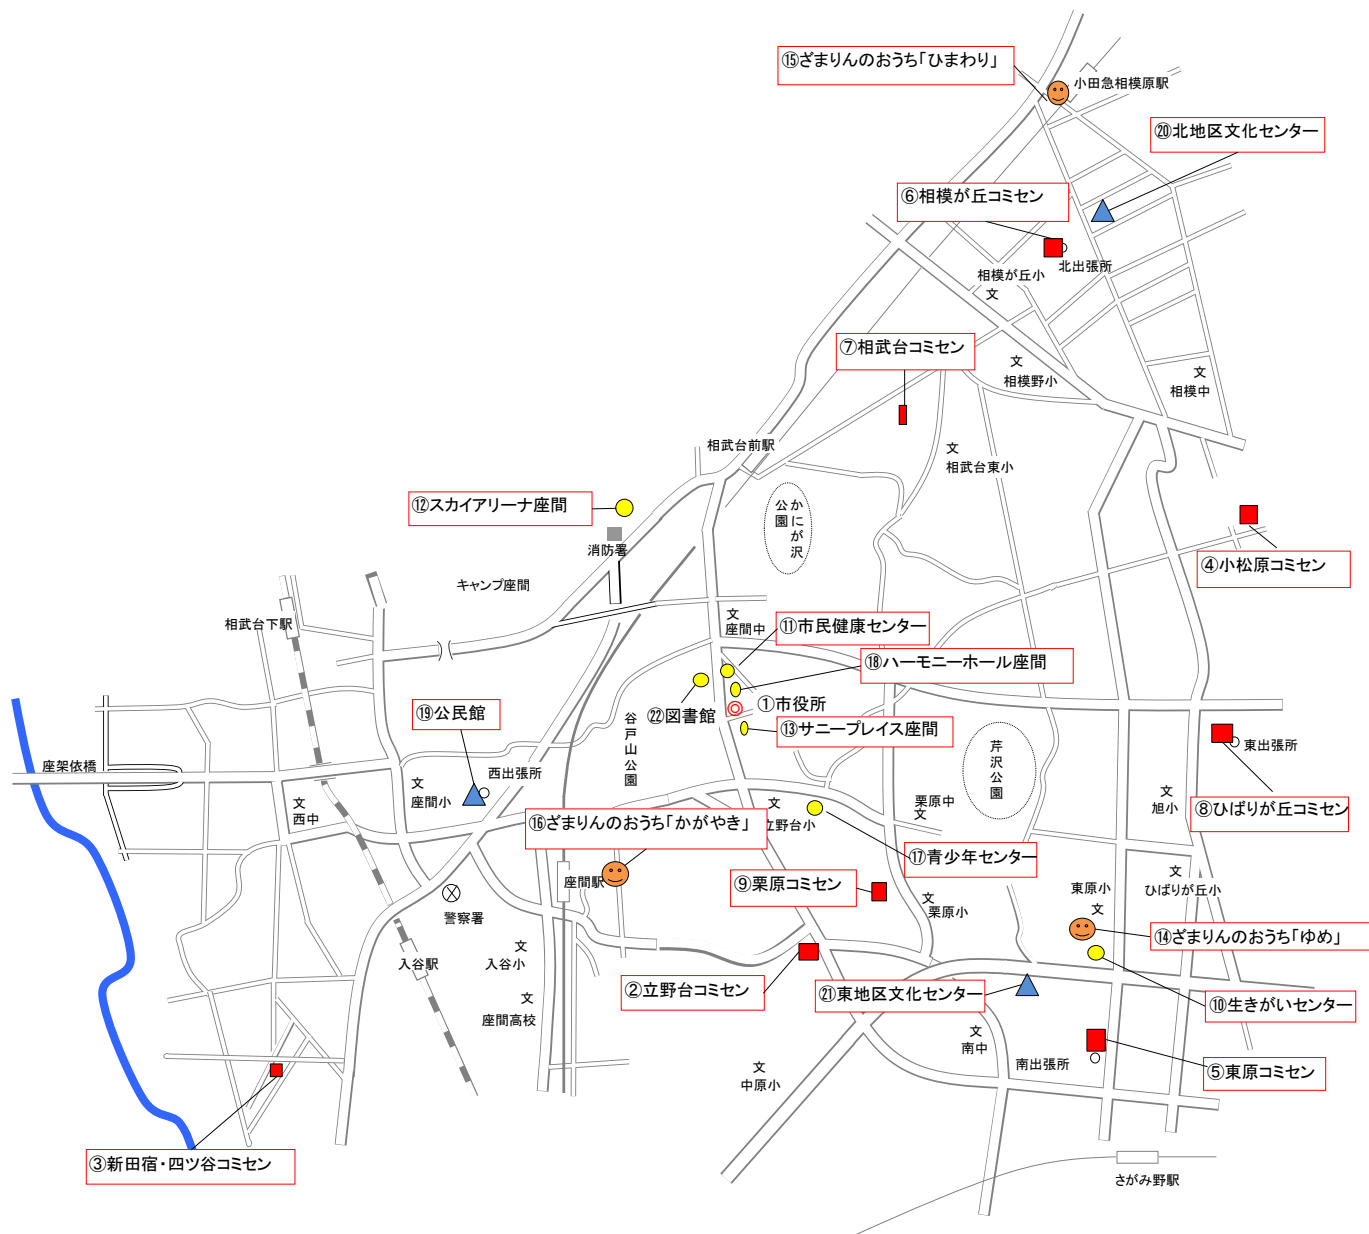 ⑮ざまりんのおうち「ひまわり」
小田急相模原駅
⑳北地区文化センター
⑥相模が丘コミセン
北出張所
相模が丘小
文
⑦相武台コミセン
文
相模野小
文
相模中
相武台前駅
文
相武台東小
⑫スカイアリーナ座間
かにが沢
公園
消防署
④小松原コミセン
キャンプ座間
相武台下駅
文
座間中
⑪市民健康センター
⑱ハーモニーホール座間
①市役所
㉒図書館
⑬サニープレイス座間
⑲公民館
谷戸山公園
芹沢公園
東出張所
座架依橋
西出張所
文
座間小
文
西中
文
立野台小
栗原中
文
文
旭小
⑧ひばりが丘コミセン
⑯ざまりんのおうち「かがやき」
⑰青少年センター
座間駅
⑨栗原コミセン
文
栗原小
東原小
文
文
ひばりが丘小
警察署
⑭ざまりんのおうち「ゆめ」
文
入谷小
入谷駅
②立野台コミセン
㉑東地区文化センター
⑩生きがいセンター
文
座間高校
文
南中
南出張所
⑤東原コミセン
文
中原小
③新田宿・四ツ谷コミセン
さがみ野駅